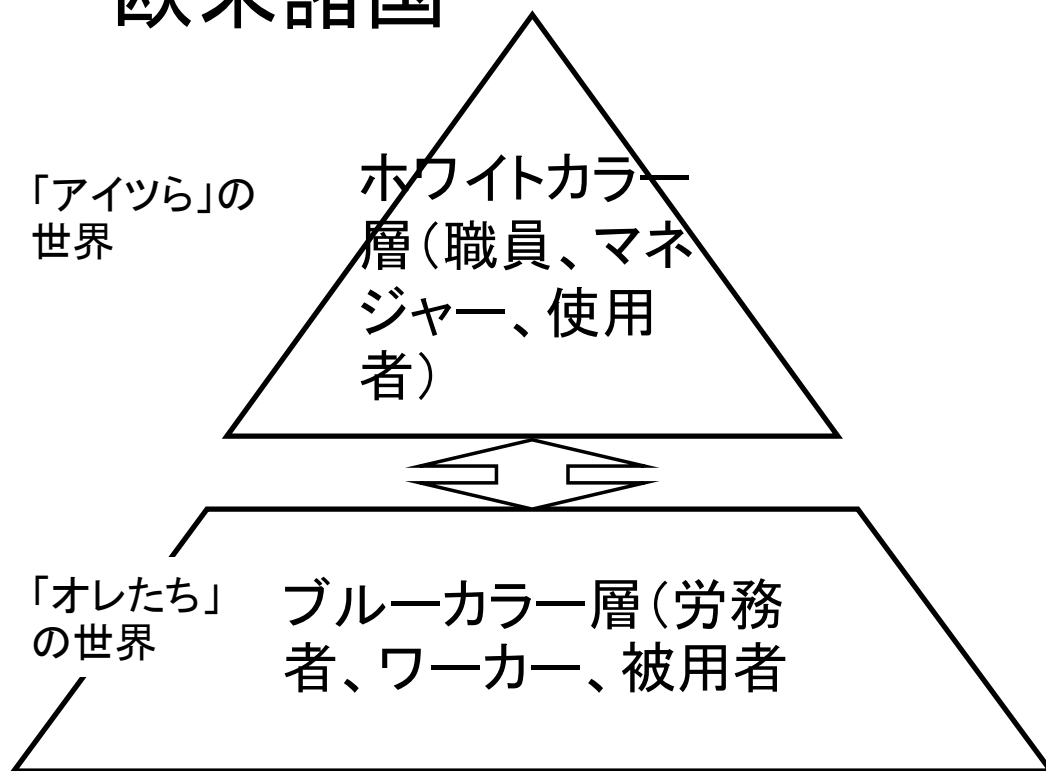 欧米諸国
「アイツら」の
世界
ホワイトカラー
層（職員、マネ
ジャー、使用
者）
「オレたち」
の世界
ブルーカラー層（労務
者、ワーカー、被用者